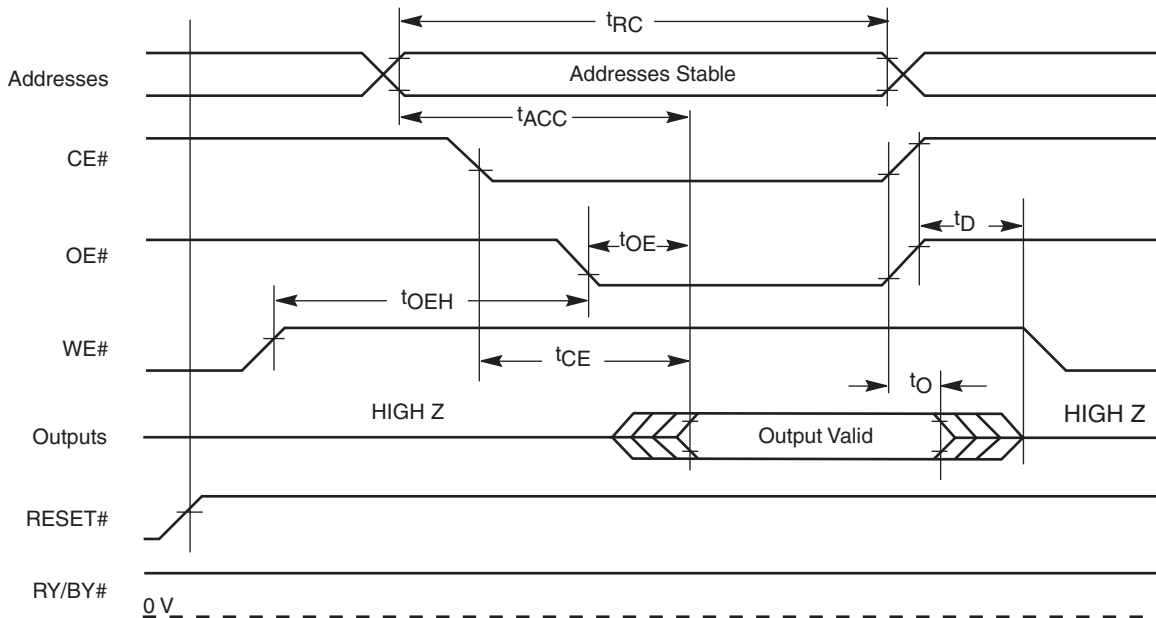 tRC
Addresses
Addresses Stable
tACC
CE#
tD
OE#
tOE
tOEH
WE#
tCE
tO
HIGH Z
HIGH Z
Outputs
Output Valid
RESET#
RY/BY#
0 V